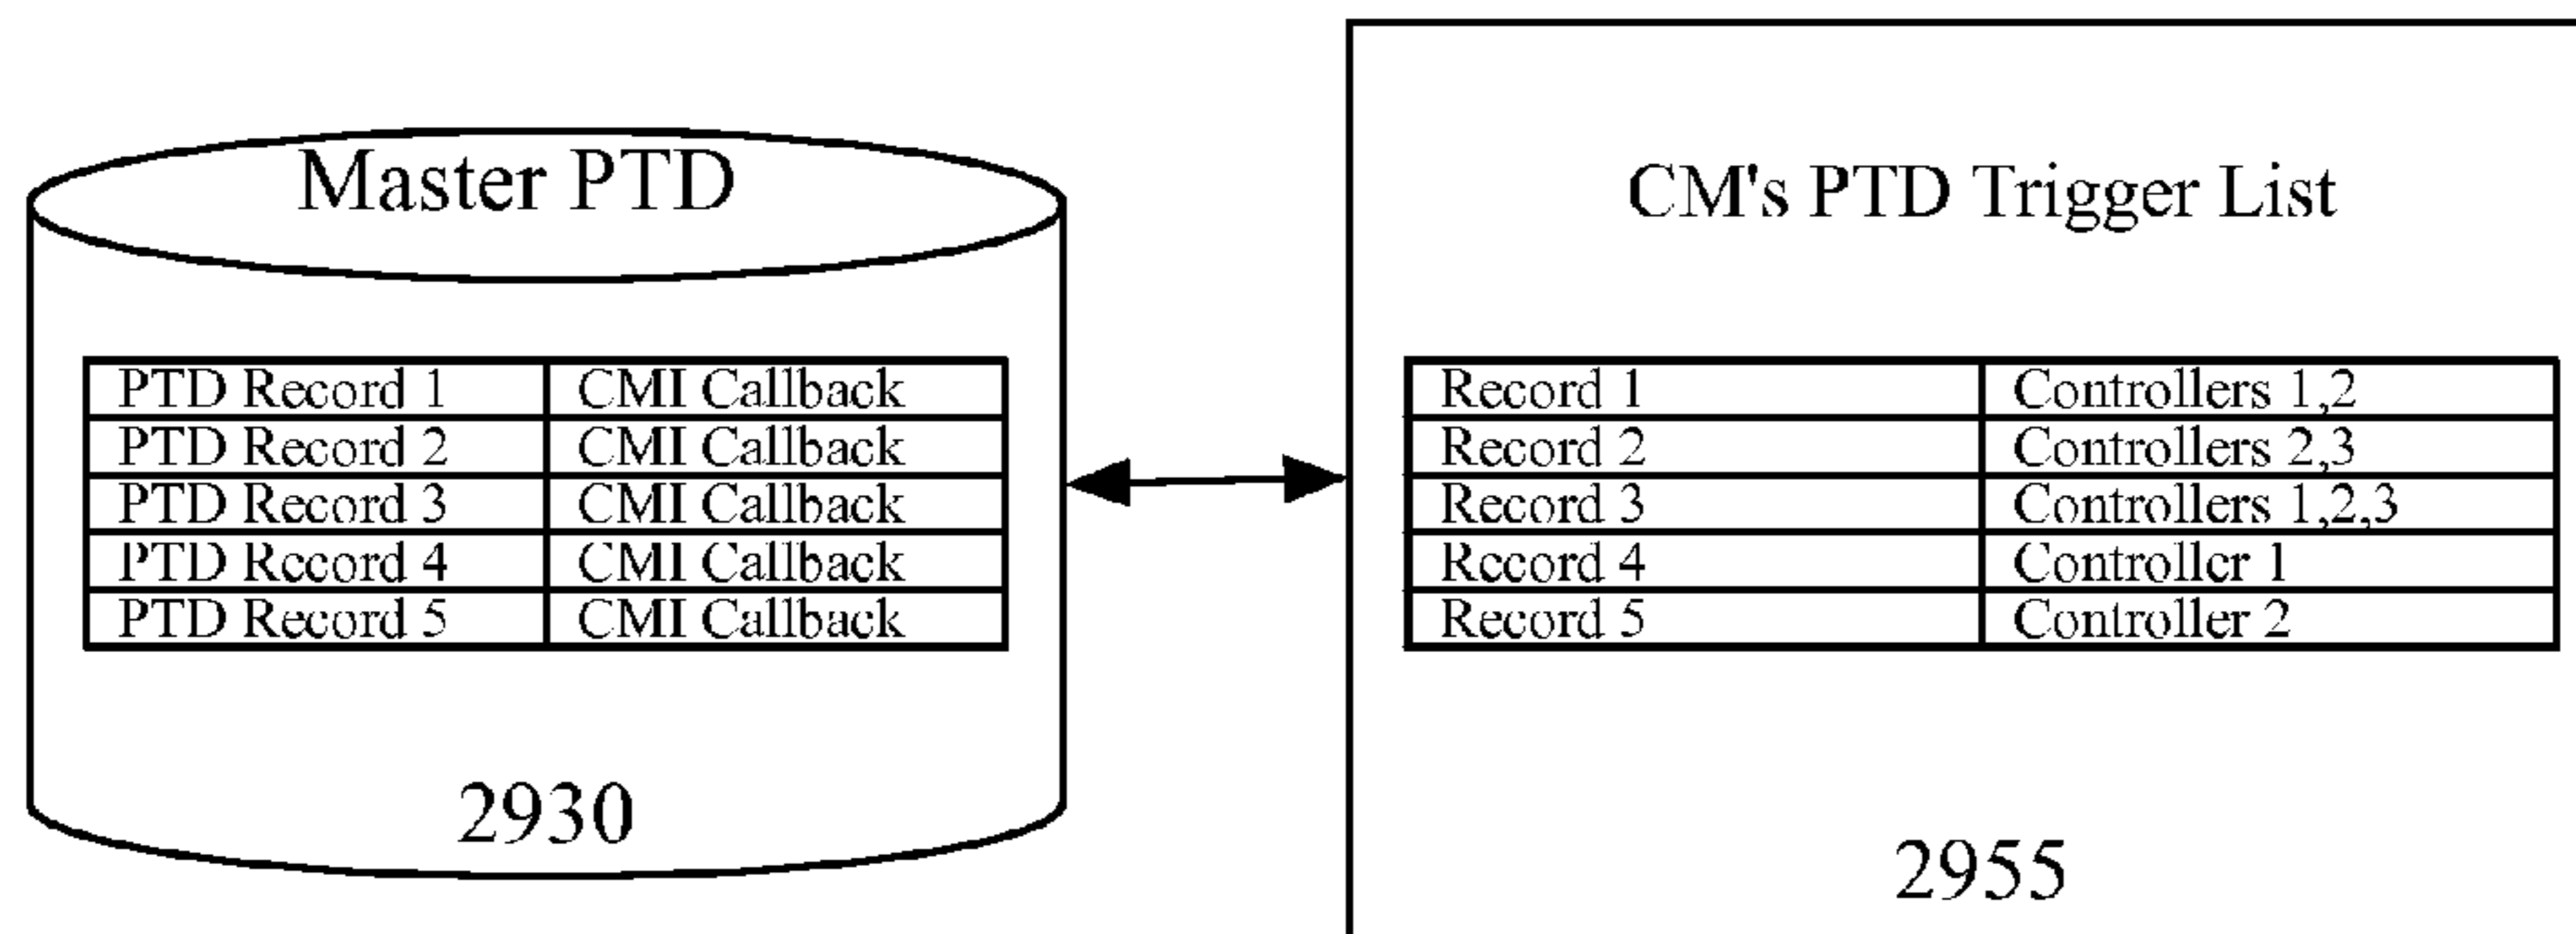 Master PTD
PTD Record 1 CMI Callback
PTD Record 2 CMI Callback
PTD Record 3 CMI Callback
PTD Record 4 CMI Callback
PTD Record 5 CMI Callback
2930
CM's PTD Trigger List
Record 1 Controllers 1,2
Record 2 Controllers 2,3
Record 3 Controllers 1,2,3
Record 4 Controller 1
Record 5 Controller 2
2955